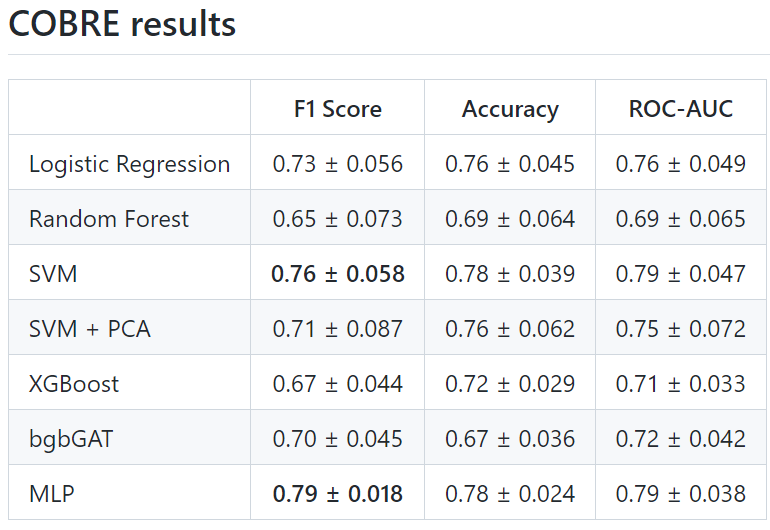 COBRE results
F1 Score Accuracy ROC-AUC
Logistic Regression 0.73 ± 0.056 0.76 ± 0.045 0.76 ± 0.049
Random Forest 0.65 ± 0.073 0.69 ± 0.064 0.69 ± 0.065
SVM 0.76 ± 0.058 0.78 ± 0.039 0.79 ± 0.047
SVM + PCA 0.71 ± 0.087 0.76 ± 0.062 0.75 ± 0.072
XGBoost 0.67 ± 0.044 0.72 ± 0.029 0.71 ± 0.033
bgbGAT 0.70 ± 0.045 0.67 ± 0.036 0.72 ± 0.042
MLP 0.79 ± 0.018 0.78 ± 0.024 0.79 ± 0.038